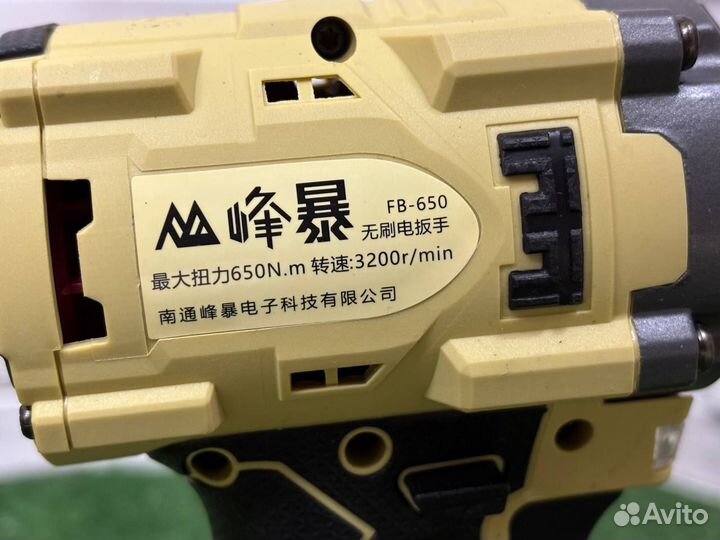 峰暴 FB-650
无刷电扳手
最大扭力650N.m 转速:3200r/min
南通峰暴电子科技有限公司
Avito